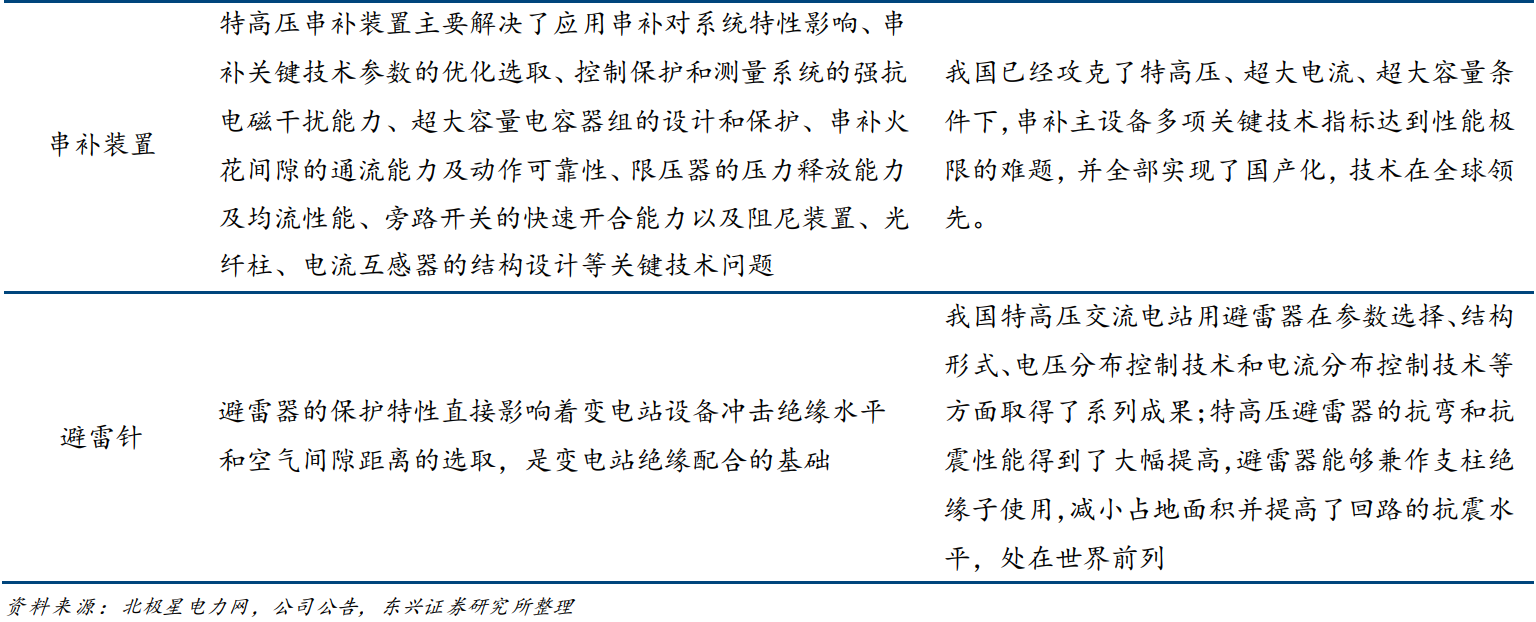 串补装置
特高压串补装置主要解决了应用串补对系统特性影响、串
补关键技术参数的优化选取、控制保护和测量系统的强抗
电磁干扰能力、超大容量电容器组的设计和保护、串补火
花间隙的通流能力及动作可靠性、限压器的压力释放能力
及均流性能、旁路开关的快速开合能力以及阻尼装置、光
纤柱、电流互感器的结构设计等关键技术问题
我国已经攻克了特高压、超大电流、超大容量条
件下,串补主设备多项关键技术指标达到性能极
限的难题，并全部实现了国产化，技术在全球领
先。
避雷针
避雷器的保护特性直接影响着变电站设备冲击绝缘水平
和空气间隙距离的选取，是变电站绝缘配合的基础
我国特高压交流电站用避雷器在参数选择、结构
形式、电压分布控制技术和电流分布控制技术等
方面取得了系列成果;特高压避雷器的抗弯和抗
震性能得到了大幅提高,避雷器能够兼作支柱绝
缘子使用,减小占地面积并提高了回路的抗震水
平，处在世界前列
资料来源：北极星电力网，公司公告，东兴证券研究所整理